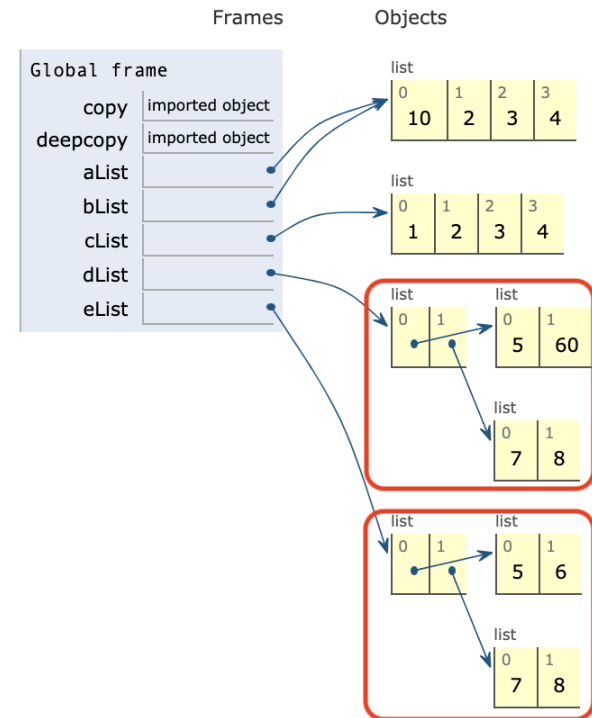 Frames Objects
Global frame
copy imported object
deepcopy imported object
aList
bList
cList
dList
eList
list
0 1 2 3
10 2 3 4
list
0 1 2 3
1 2 3 4
list list
0 1 0 1
5 60
list
0 1
7 8
list list
0 1 0 1
5 6
list
0 1
7 8